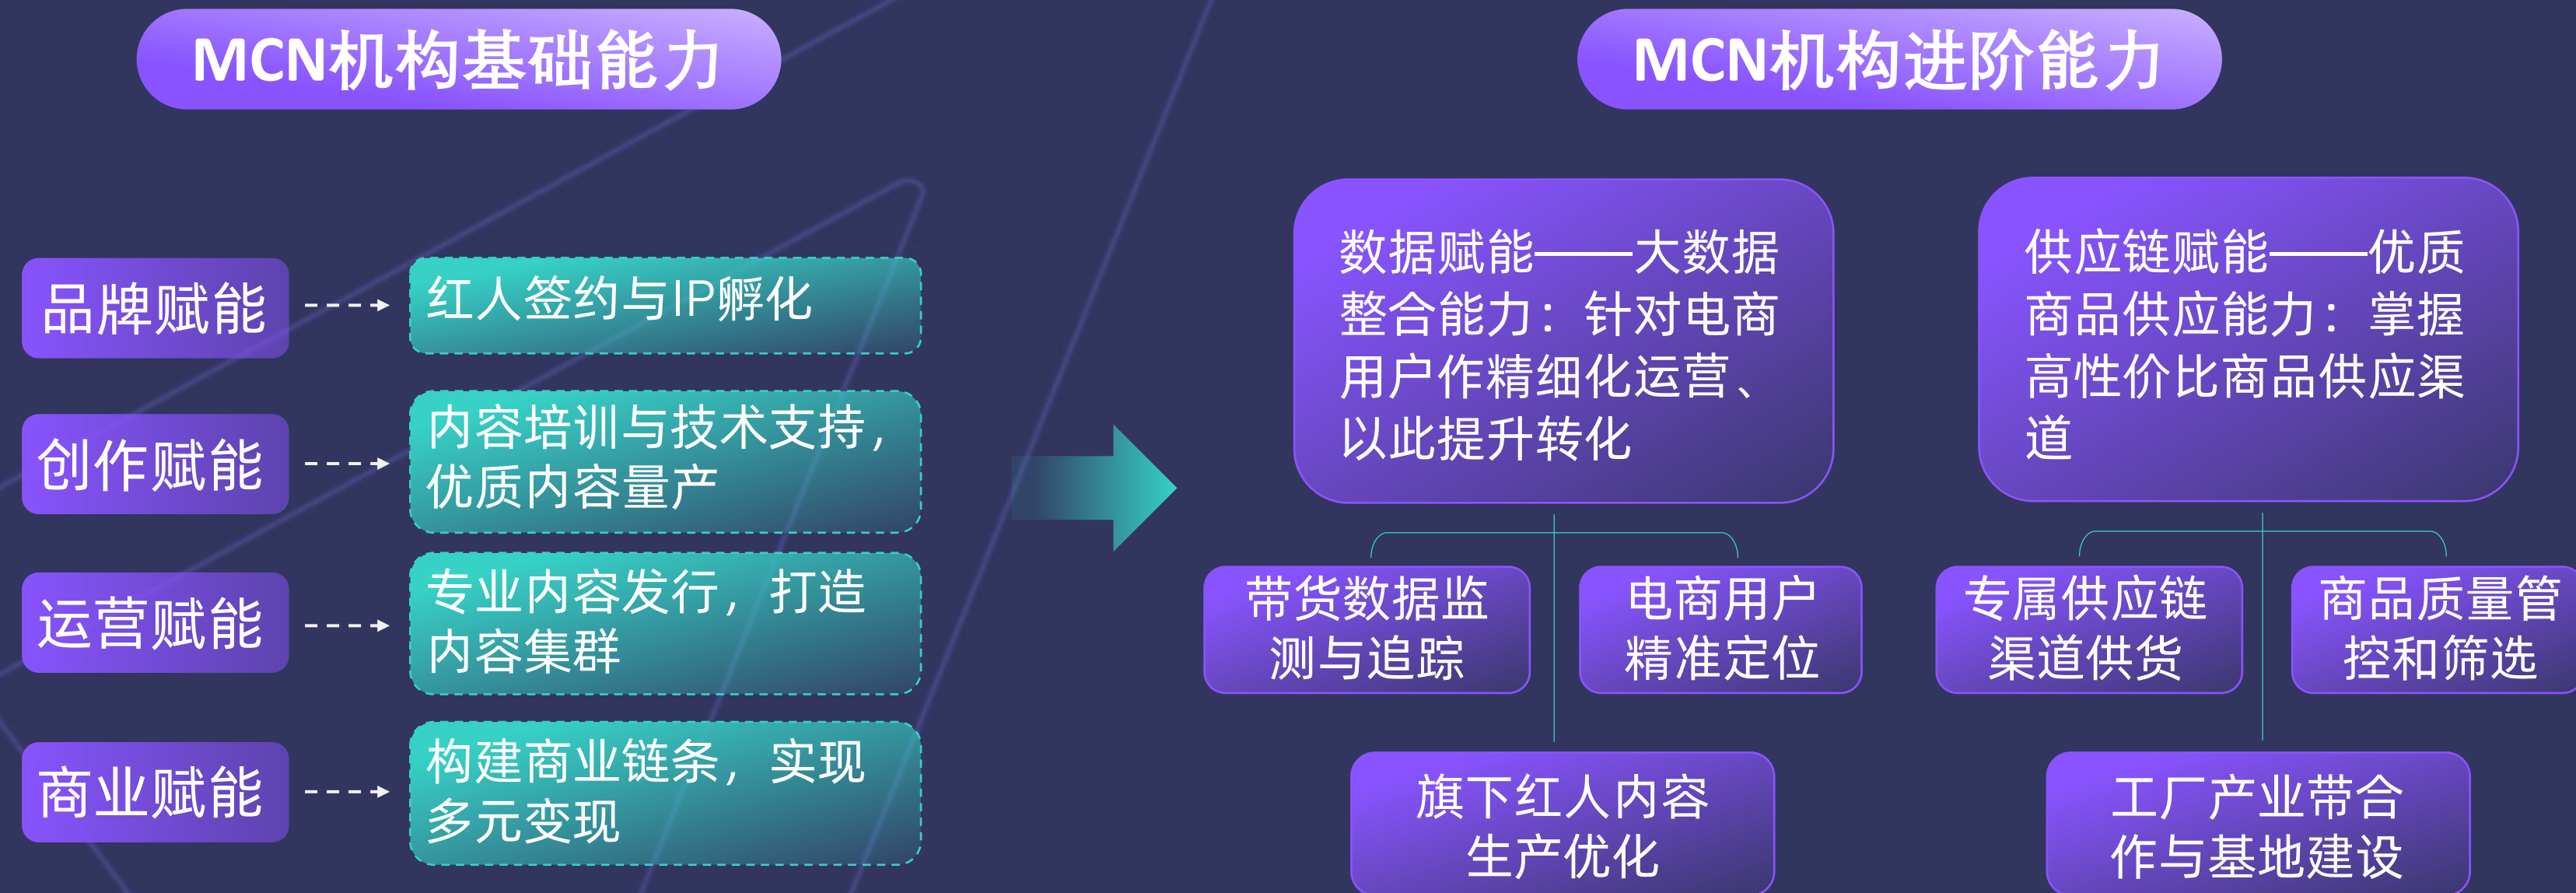 MCN机构基础能力
品牌赋能
红人签约与IP孵化
创作赋能
内容培训与技术支持，
优质内容量产
运营赋能
专业内容发行，打造
内容集群
商业赋能
构建商业链条，实现
多元变现
MCN机构进阶能力
数据赋能——大数据
整合能力：针对电商
用户作精细化运营、
以此提升转化
带货数据监
测与追踪
电商用户
精准定位
旗下红人内容
生产优化
供应链赋能——优质
商品供应能力：掌握
高性价比商品供应渠
道
专属供应链
渠道供货
商品质量管
控和筛选
工厂产业带合
作与基地建设